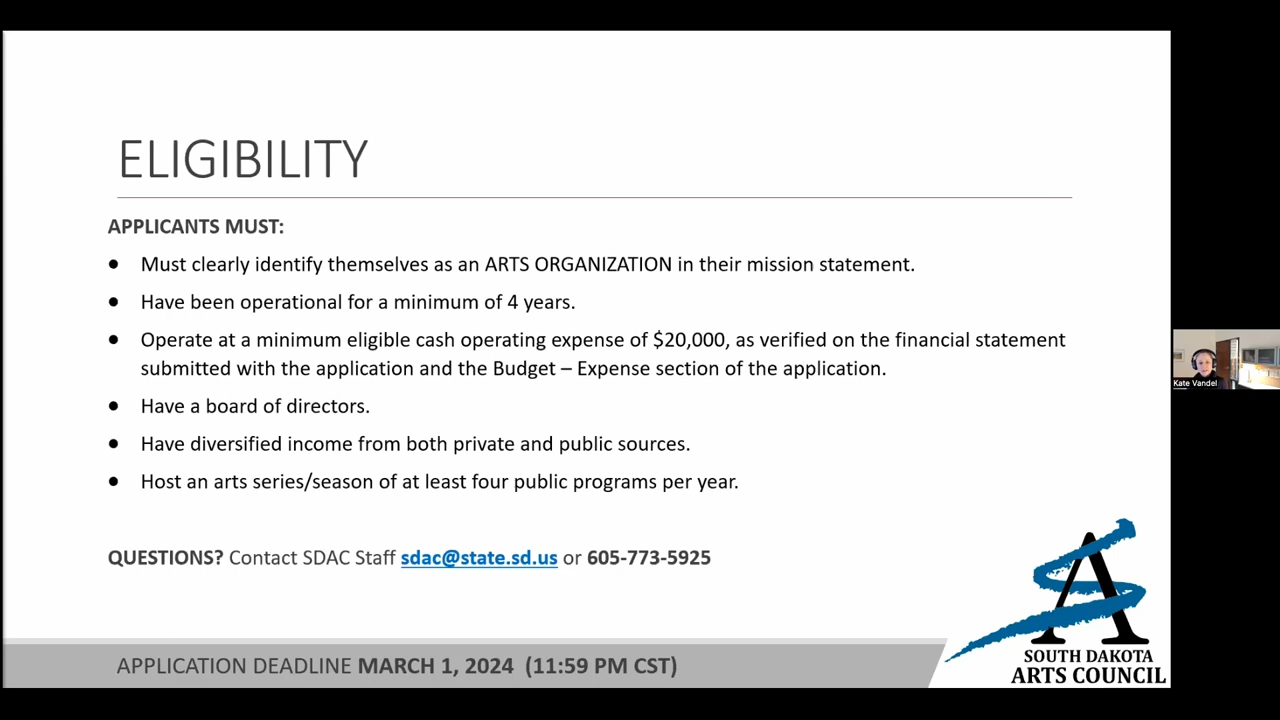 ELIGIBILITY
APPLICANTS MUST:
● Must clearly identify themselves as an ARTS ORGANIZATION in their mission statement.
● Have been operational for a minimum of 4 years.
● Operate at a minimum eligible cash operating expense of $20,000, as verified on the financial statement
submitted with the application and the Budget – Expense section of the application.
● Have a board of directors.
● Have diversified income from both private and public sources.
● Host an arts series/season of at least four public programs per year.
QUESTIONS? Contact SDAC Staff sdac@state.sd.us or 605-773-5925
APPLICATION DEADLINE MARCH 1, 2024 (11:59 PM CST)
SOUTH DAKOTA
ARTS COUNCIL
Kate Vandel